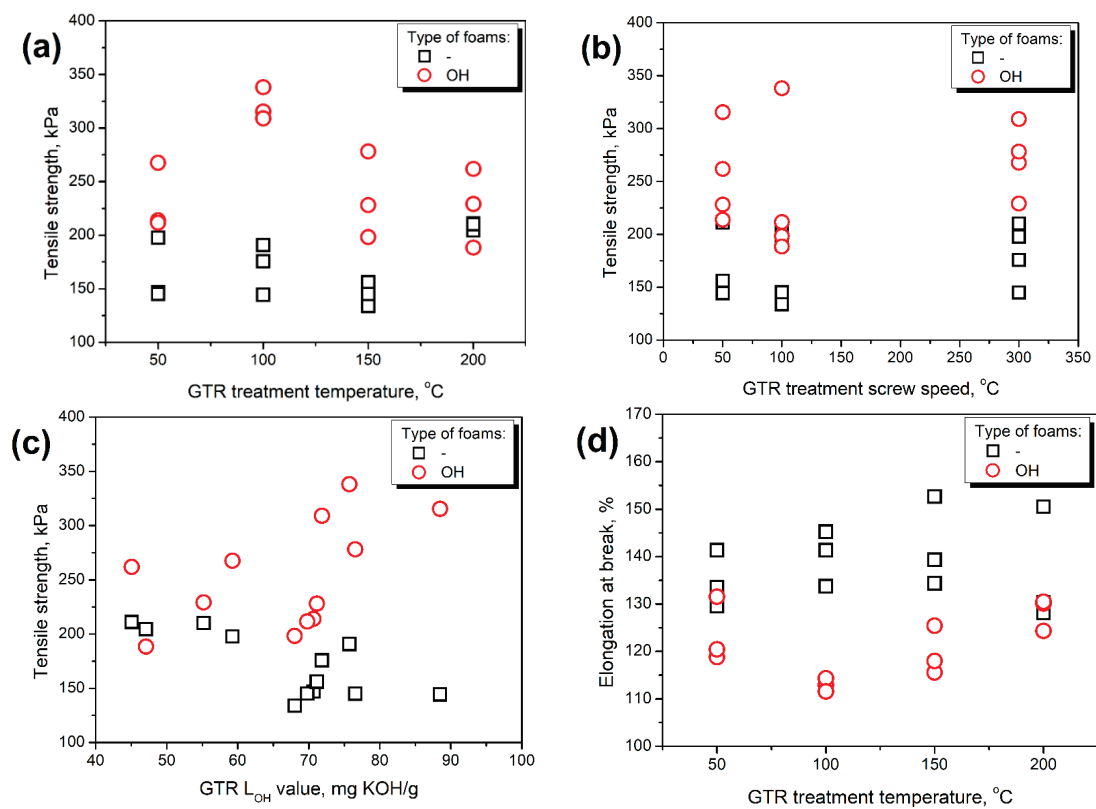 (a)
Tensile strength, kPa
400
350
300
250
200
150
100
50
100
150
200
GTR treatment temperature, °C
Type of foams:
-
OH
(b)
Tensile strength, kPa
400
350
300
250
200
150
100
0
50
100
150
200
250
300
350
GTR treatment screw speed, °C
Type of foams:
-
OH
(c)
Tensile strength, kPa
400
350
300
250
200
150
100
40
50
60
70
80
90
100
GTR L_OH value, mg KOH/g
Type of foams:
-
OH
(d)
Elongation at break, %
170
160
150
140
130
120
110
100
50
100
150
200
GTR treatment temperature, °C
Type of foams:
-
OH